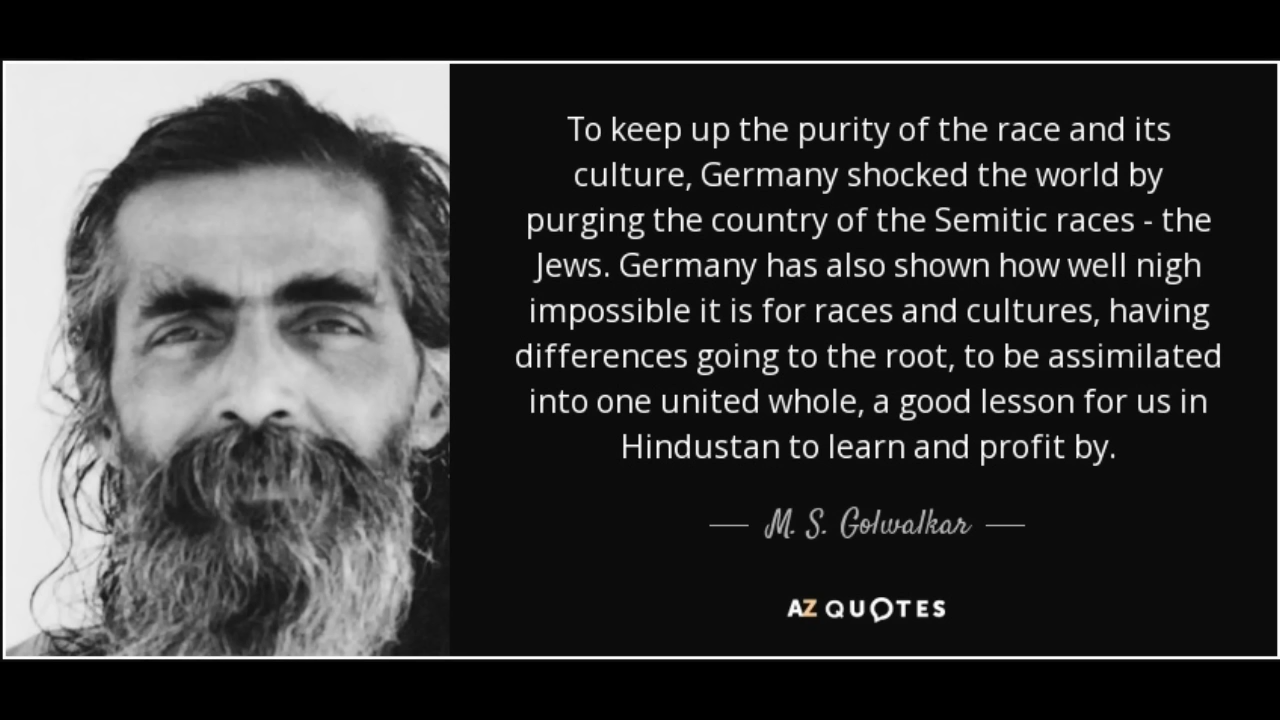 To keep up the purity of the race and its
culture, Germany shocked the world by
purging the country of the Semitic races - the
Jews. Germany has also shown how well nigh
impossible it is for races and cultures, having
differences going to the root, to be assimilated
into one united whole, a good lesson for us in
Hindustan to learn and profit by.
M. S. Golwalkar
AZ QUOTES